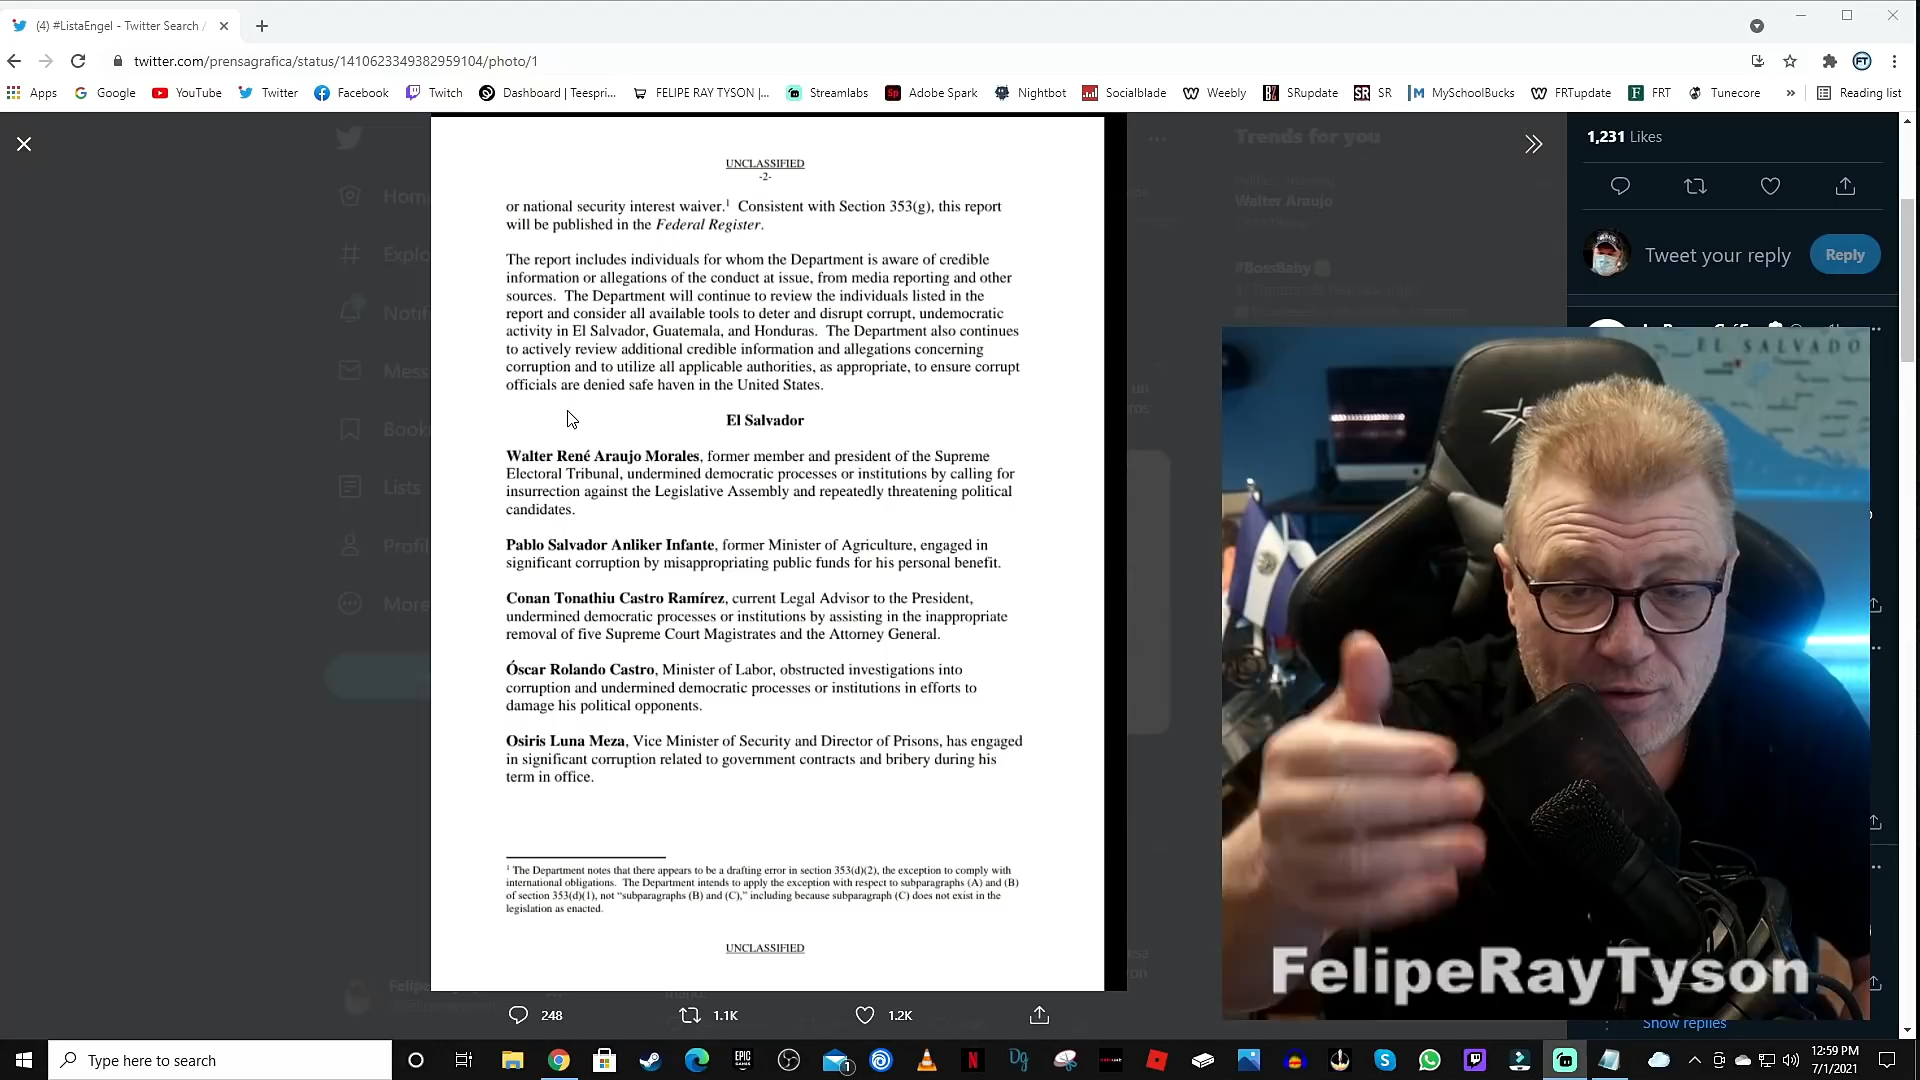 (4) #ListaEngel - Twitter Search /
twitter.com/prensagrafica/status/1410623349382959104/photo/1
Apps Google YouTube Twitter Facebook Twitch Dashboard | Teespri... FELIPE RAY TYSON |... Streamlabs Adobe Spark Nightbot Socialblade Weebly SRupdate SR MySchoolBucks FRTupdate FRT Tunecore » Reading list
UNCLASSIFIED
-2-
or national security interest waiver.1 Consistent with Section 353(g), this report
will be published in the Federal Register.
The report includes individuals for whom the Department is aware of credible
information or allegations of the conduct at issue, from media reporting and other
sources. The Department will continue to review the individuals listed in the
report and consider all available tools to deter and disrupt corrupt, undemocratic
activity in El Salvador, Guatemala, and Honduras. The Department also continues
to actively review additional credible information and allegations concerning
corruption and to utilize all applicable authorities, as appropriate, to ensure corrupt
officials are denied safe haven in the United States.
El Salvador
Walter René Araujo Morales, former member and president of the Supreme
Electoral Tribunal, undermined democratic processes or institutions by calling for
insurrection against the Legislative Assembly and repeatedly threatening political
candidates.
Pablo Salvador Anliker Infante, former Minister of Agriculture, engaged in
significant corruption by misappropriating public funds for his personal benefit.
Conan Tonathiu Castro Ramírez, current Legal Advisor to the President,
undermined democratic processes or institutions by assisting in the inappropriate
removal of five Supreme Court Magistrates and the Attorney General.
Óscar Rolando Castro, Minister of Labor, obstructed investigations into
corruption and undermined democratic processes or institutions in efforts to
damage his political opponents.
Osiris Luna Meza, Vice Minister of Security and Director of Prisons, has engaged
in significant corruption related to government contracts and bribery during his
term in office.
1 The Department notes that there appears to be a drafting error in section 353(d)(2), the exception to comply with
international obligations. The Department intends to apply the exception with respect to subparagraphs (A) and (B)
of section 353(d)(1), not “subparagraphs (B) and (C),” including because subparagraph (C) does not exist in the
legislation as enacted.
UNCLASSIFIED
248 1.1K 1.2K
Trends for you
Walter Araujo
#BossBaby
Lists
More
1,231 Likes
Tweet your reply Reply
EL SALVADOR
FelipeRayTyson
Show replies
Type here to search
12:59 PM
7/1/2021